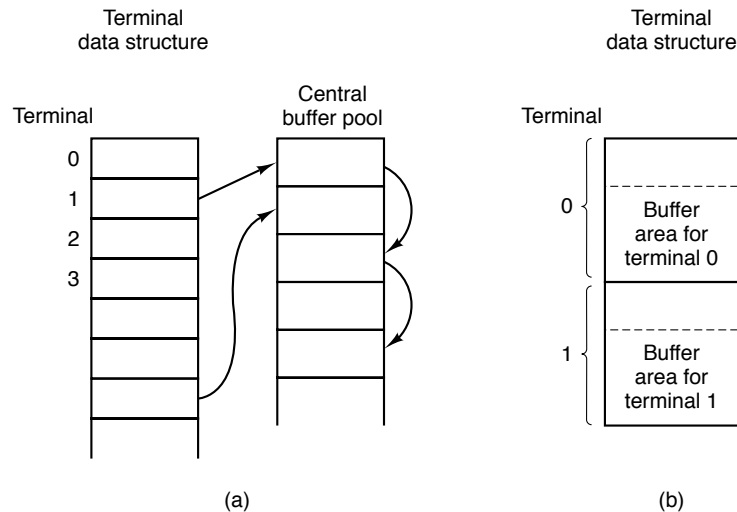 Terminal
data structure
Terminal
Central
buffer pool
0
1
2
3
(a)
Terminal
data structure
Terminal
0
Buffer
area for
terminal 0
1
Buffer
area for
terminal 1
(b)